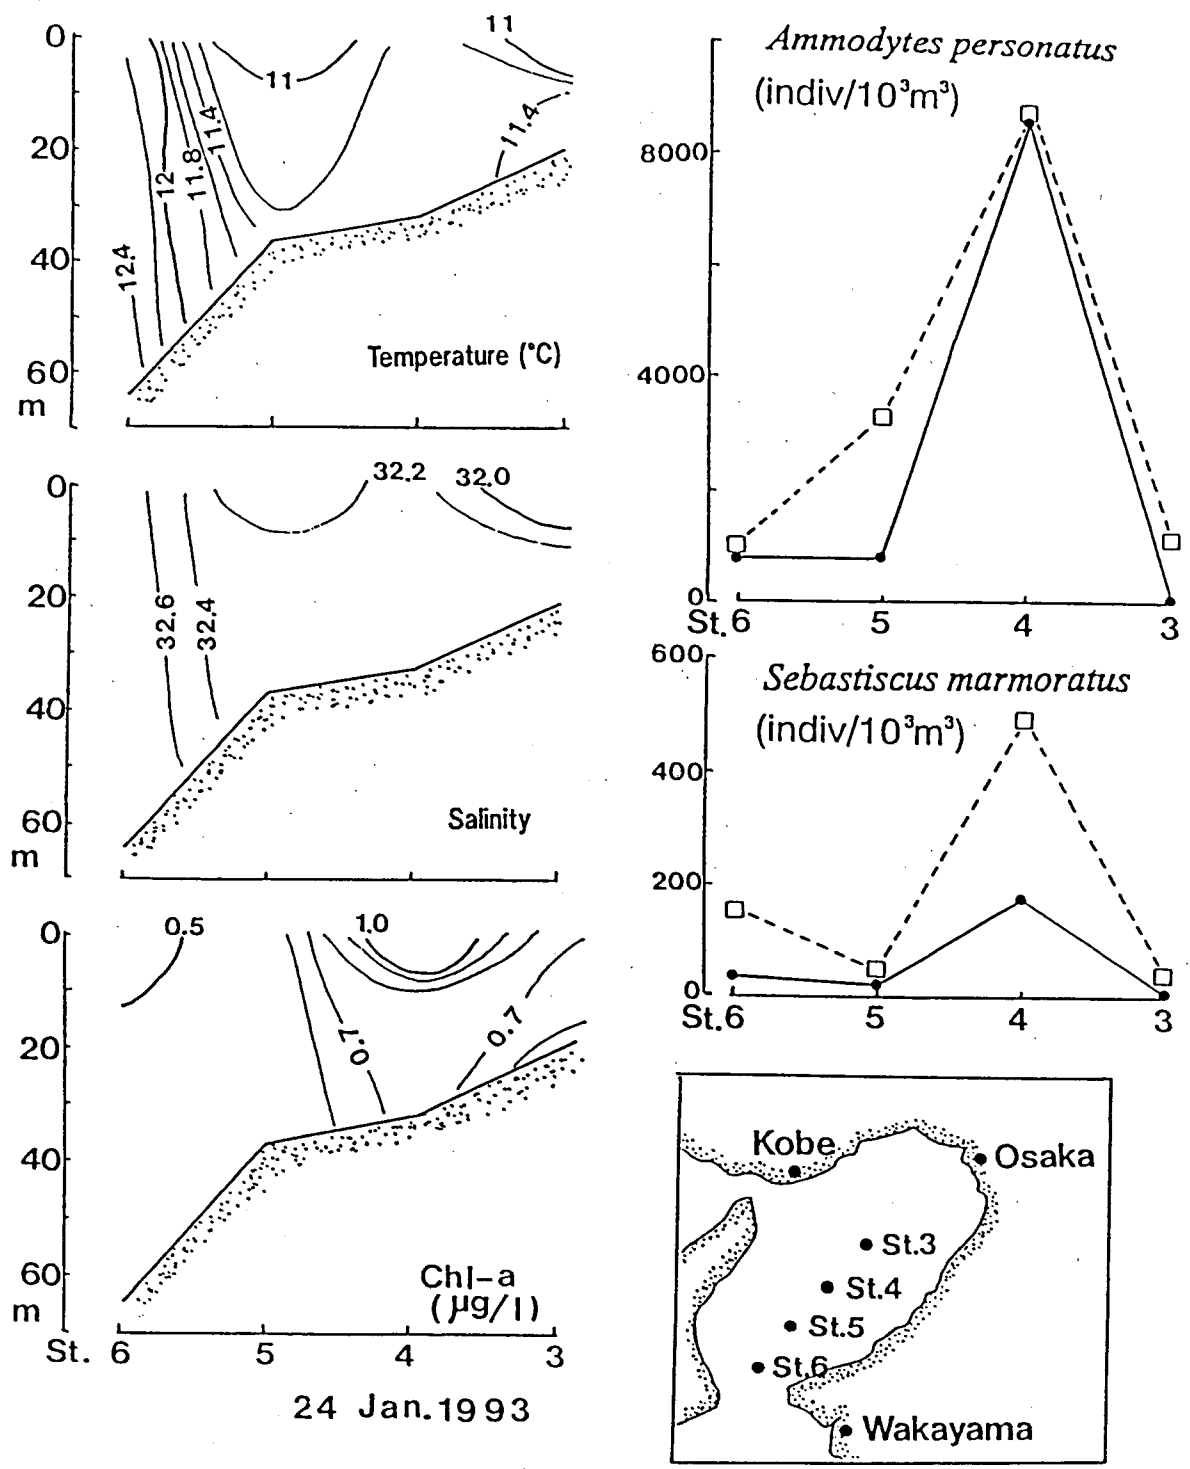 0
20
40
60
m
11
11
11.4
11.8
12
12.4
11.4
Temperature (°C)
0
20
40
60
m
32.2
32.0
32.6
32.4
Salinity
0
20
40
60
m
0.5
1.0
0.7
0.7
Chl-a
(µg/l)
St. 6 5 4 3
24 Jan.1993
Ammodytes personatus
(indiv/10³m³)
8000
4000
0
St.6 5 4 3
600
Sebastiscus marmoratus
(indiv/10³m³)
400
200
0
St.6 5 4 3
Kobe
Osaka
St.3
St.4
St.5
St.6
Wakayama